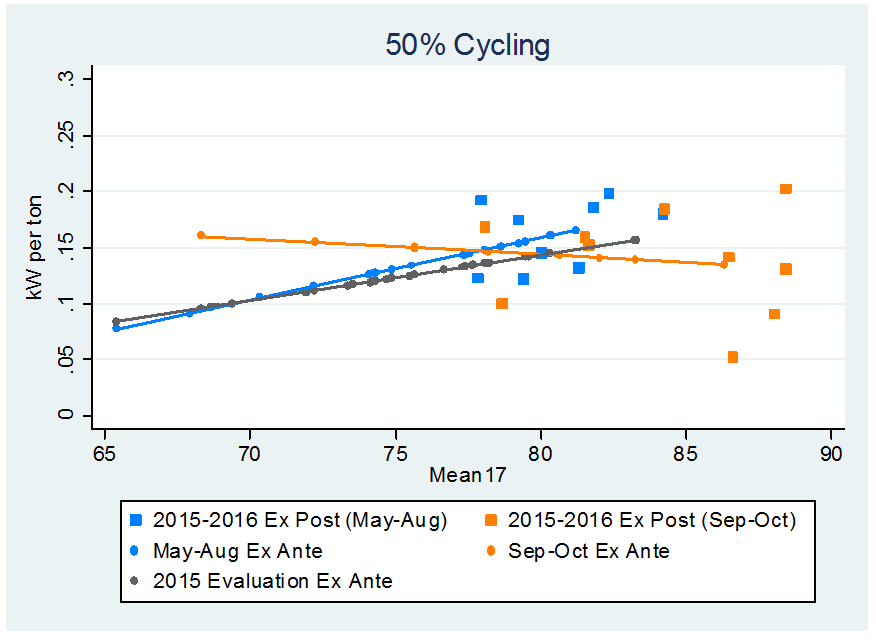 50% Cycling
.3
.25
.2
.15
.1
.05
0
kW per ton
65 70 75 80 85 90
Mean17
2015-2016 Ex Post (May-Aug) 2015-2016 Ex Post (Sep-Oct)
May-Aug Ex Ante Sep-Oct Ex Ante
2015 Evaluation Ex Ante